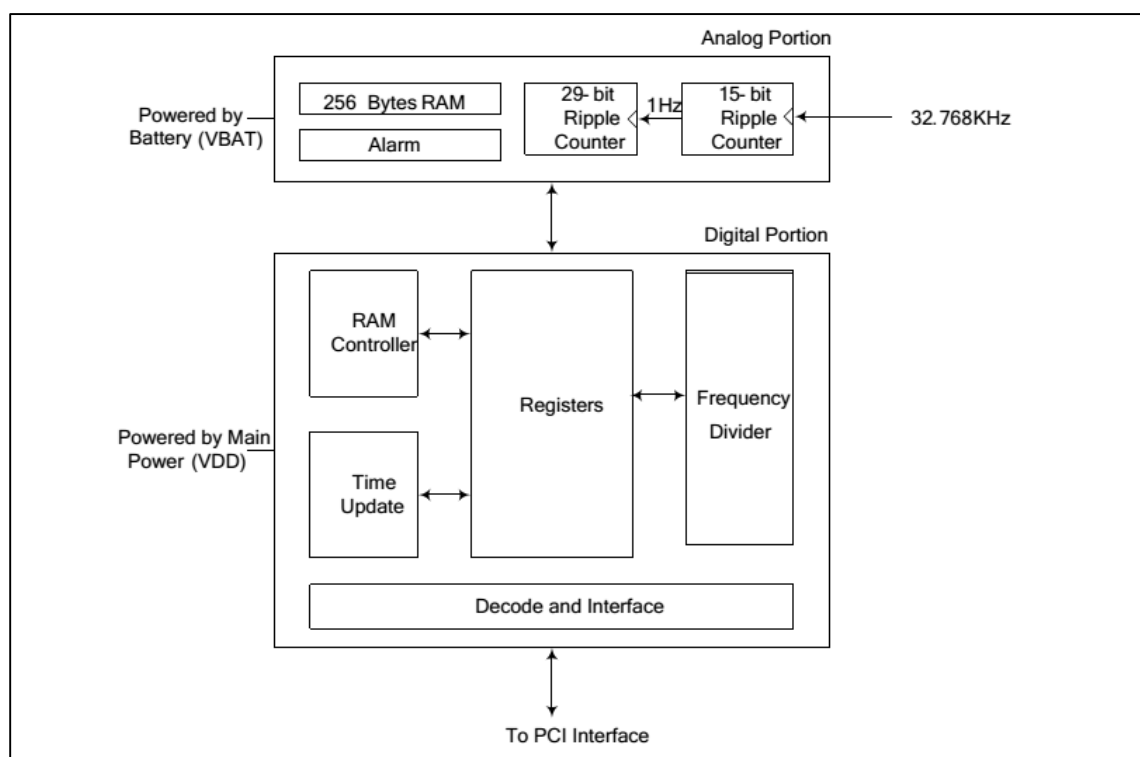 Analog Portion
Powered by
Battery (VBAT)
256 Bytes RAM
Alarm
29- bit
Ripple
Counter
1Hz
15- bit
Ripple
Counter
32.768KHz
Digital Portion
Powered by Main
Power (VDD)
RAM
Controller
Time
Update
Registers
Frequency
Divider
Decode and Interface
To PCI Interface